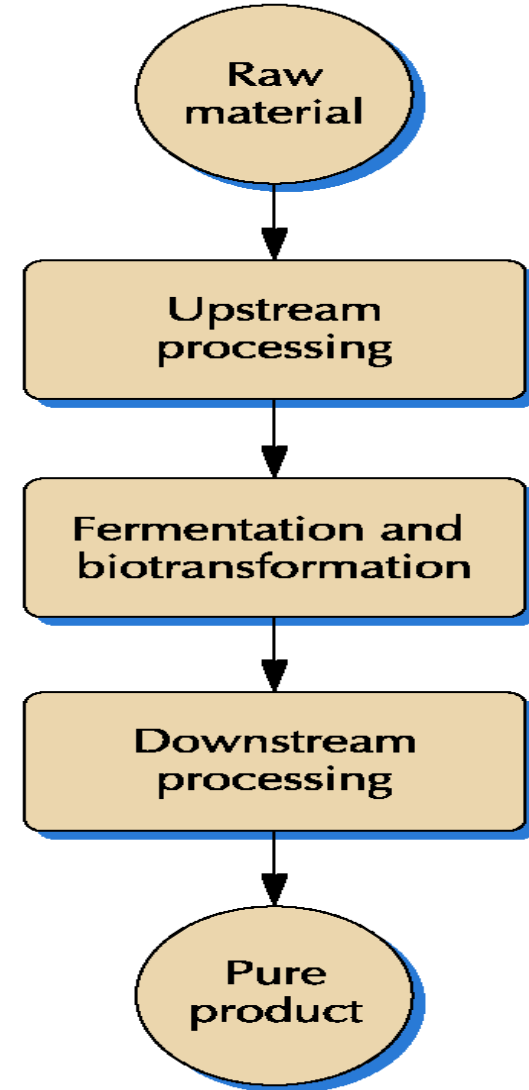 Raw
material
Upstream
processing
Fermentation and
biotransformation
Downstream
processing
Pure
product